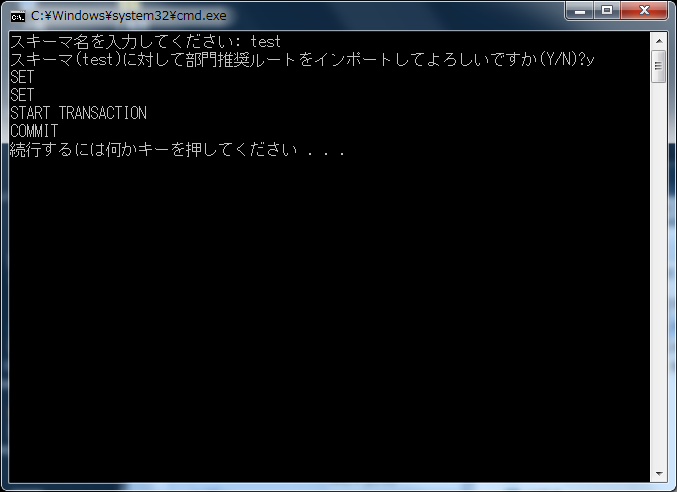 C:¥Windows¥system32¥cmd.exe
スキーマ名を入力してください: test
スキーマ(test)に対して部門推奨ルートをインポートしてよろしいですか(Y/N)?y
SET
SET
START TRANSACTION
COMMIT
続行するには何かキーを押してください . . .